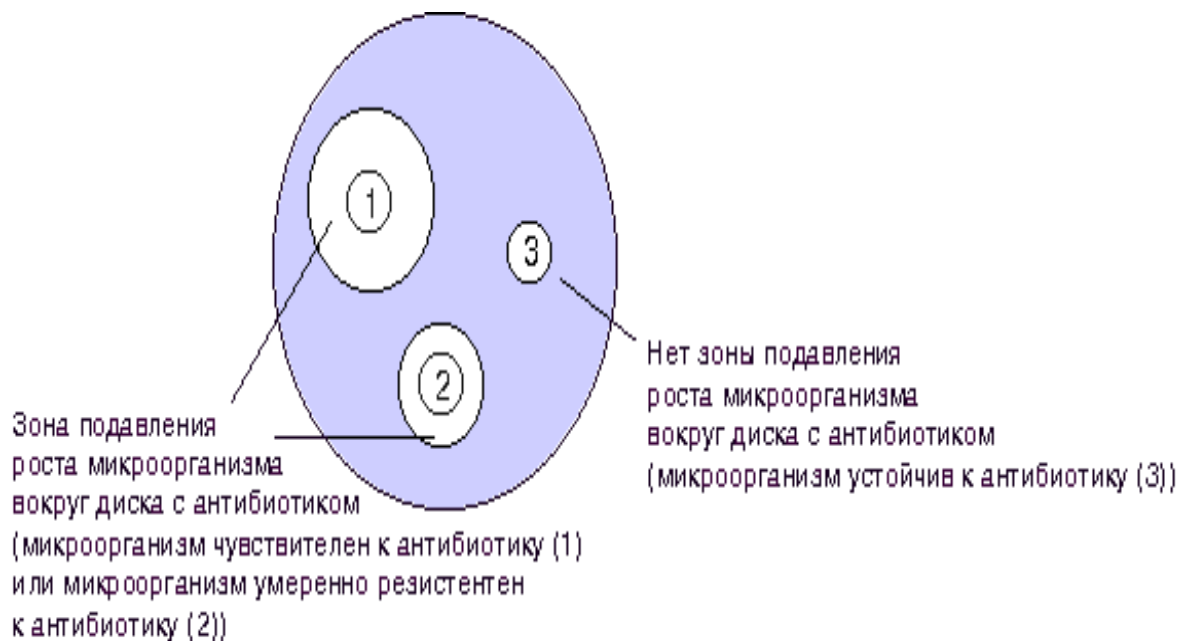 1
3
2
Нет зоны подавления
роста микроорганизма
вокруг диска с антибиотиком
(микроорганизм устойчив к антибиотику (3))
Зона подавления
роста микроорганизма
вокруг диска с антибиотиком
(микроорганизм чувствителен к антибиотику (1)
или микроорганизм умеренно резистентен
к антибиотику (2))